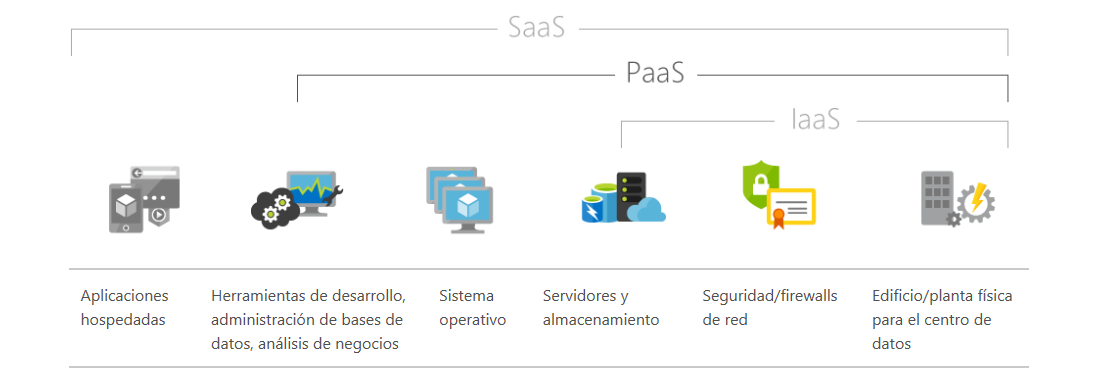 SaaS
PaaS
IaaS
Aplicaciones
hospedadas
Herramientas de desarrollo,
administración de bases de
datos, análisis de negocios
Sistema
operativo
Servidores y
almacenamiento
Seguridad/firewalls
de red
Edificio/planta física
para el centro de
datos